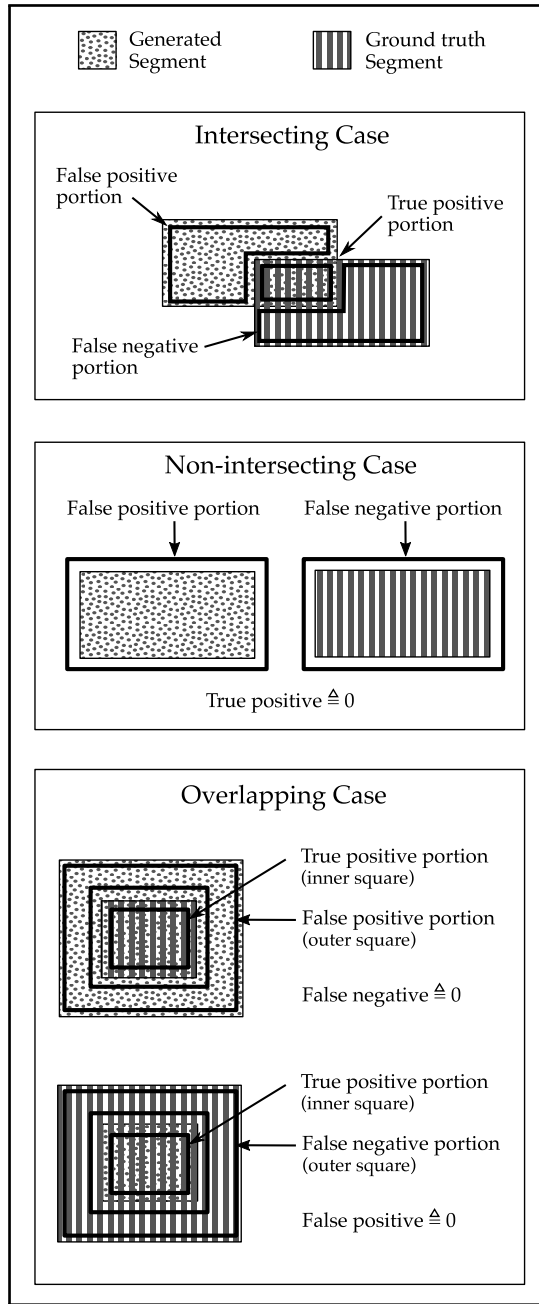 Generated
Segment
Ground truth
Segment
Intersecting Case
False positive
portion
True positive
portion
False negative
portion
Non-intersecting Case
False positive portion
False negative portion
True positive ≜ 0
Overlapping Case
True positive portion
(inner square)
False positive portion
(outer square)
False negative ≜ 0
True positive portion
(inner square)
False negative portion
(outer square)
False positive ≜ 0